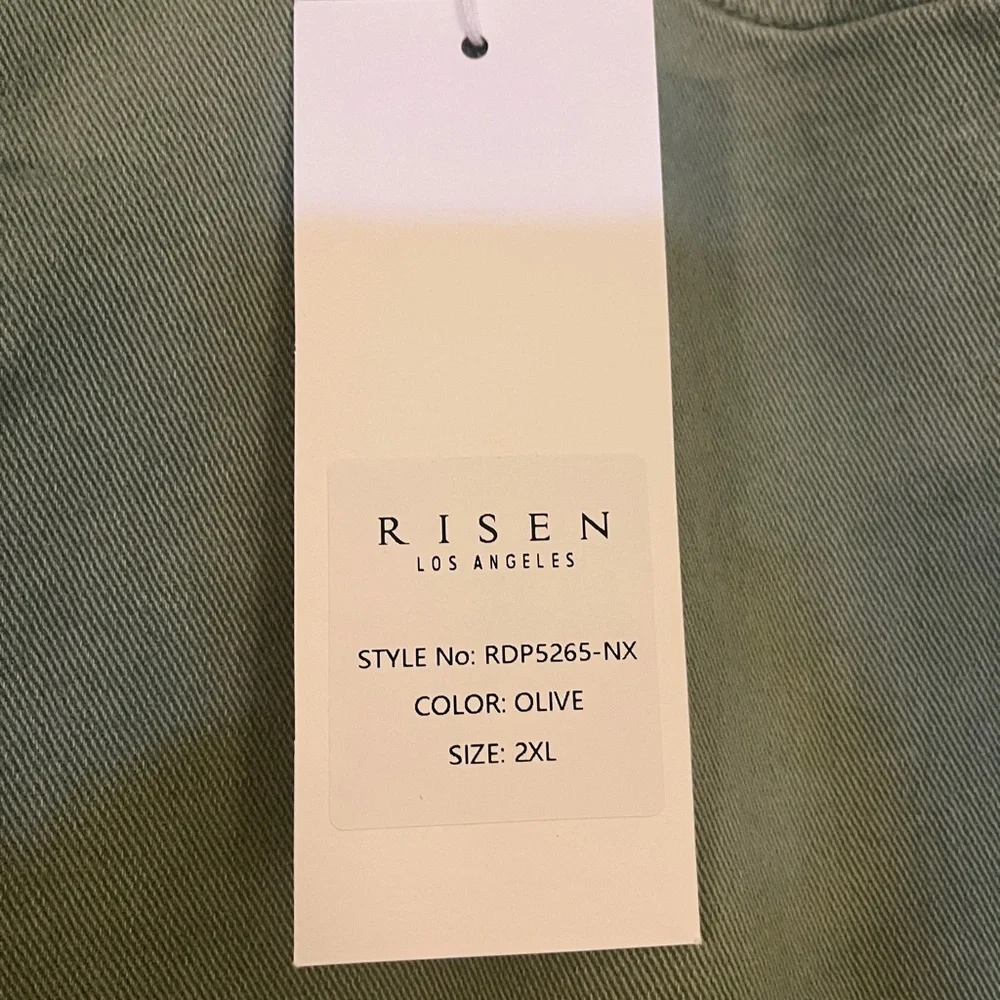 RISEN
LOS ANGELES
STYLE No: RDP5265-NX
COLOR: OLIVE
SIZE: 2XL